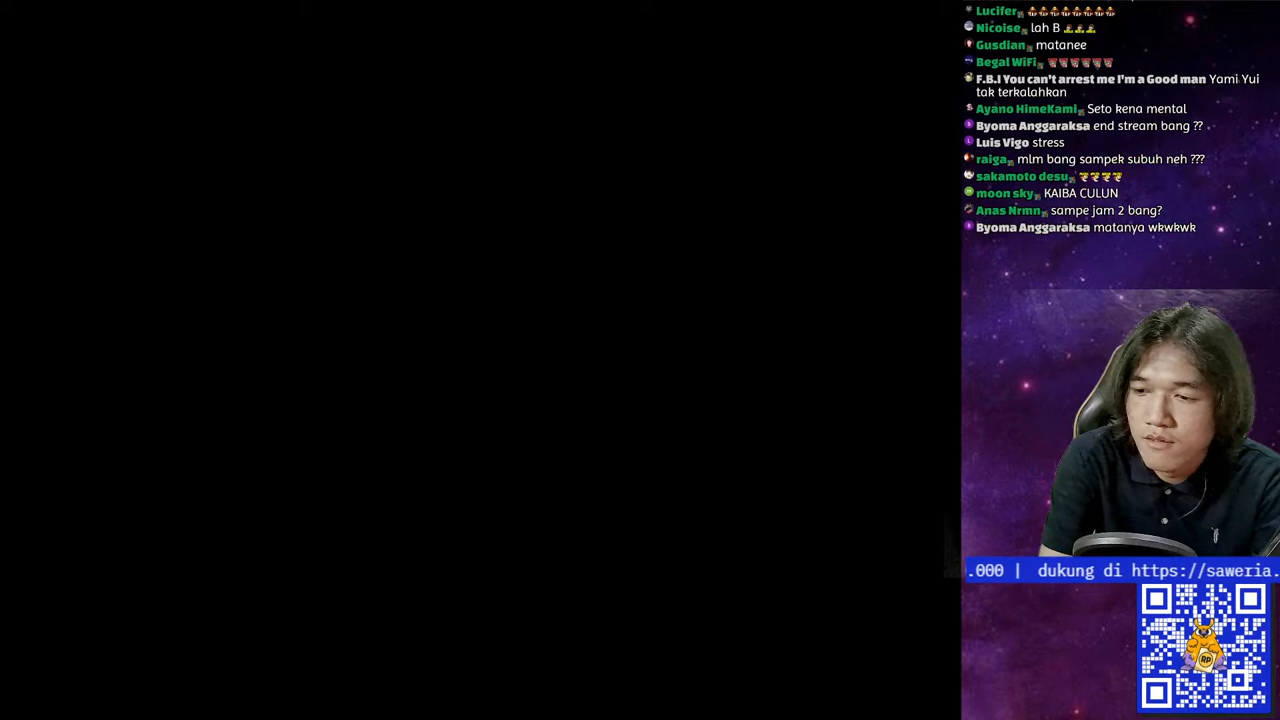 Lucifer
Nicoise lah B
Gusdian matanee
Begal WiFi
F.B.I You can't arrest me I'm a Good man Yami Yui
tak terkalahkan
Ayano HimeKami Seto kena mental
Byoma Anggaraksa end stream bang ??
Luis Vigo stress
raiga mlm bang sampek subuh neh ???
sakamoto desu
moon sky KAIBA CULUN
Anas Nrmn sampe jam 2 bang?
Byoma Anggaraksa matanya wkwkwk
.000 | dukung di https://saweria.